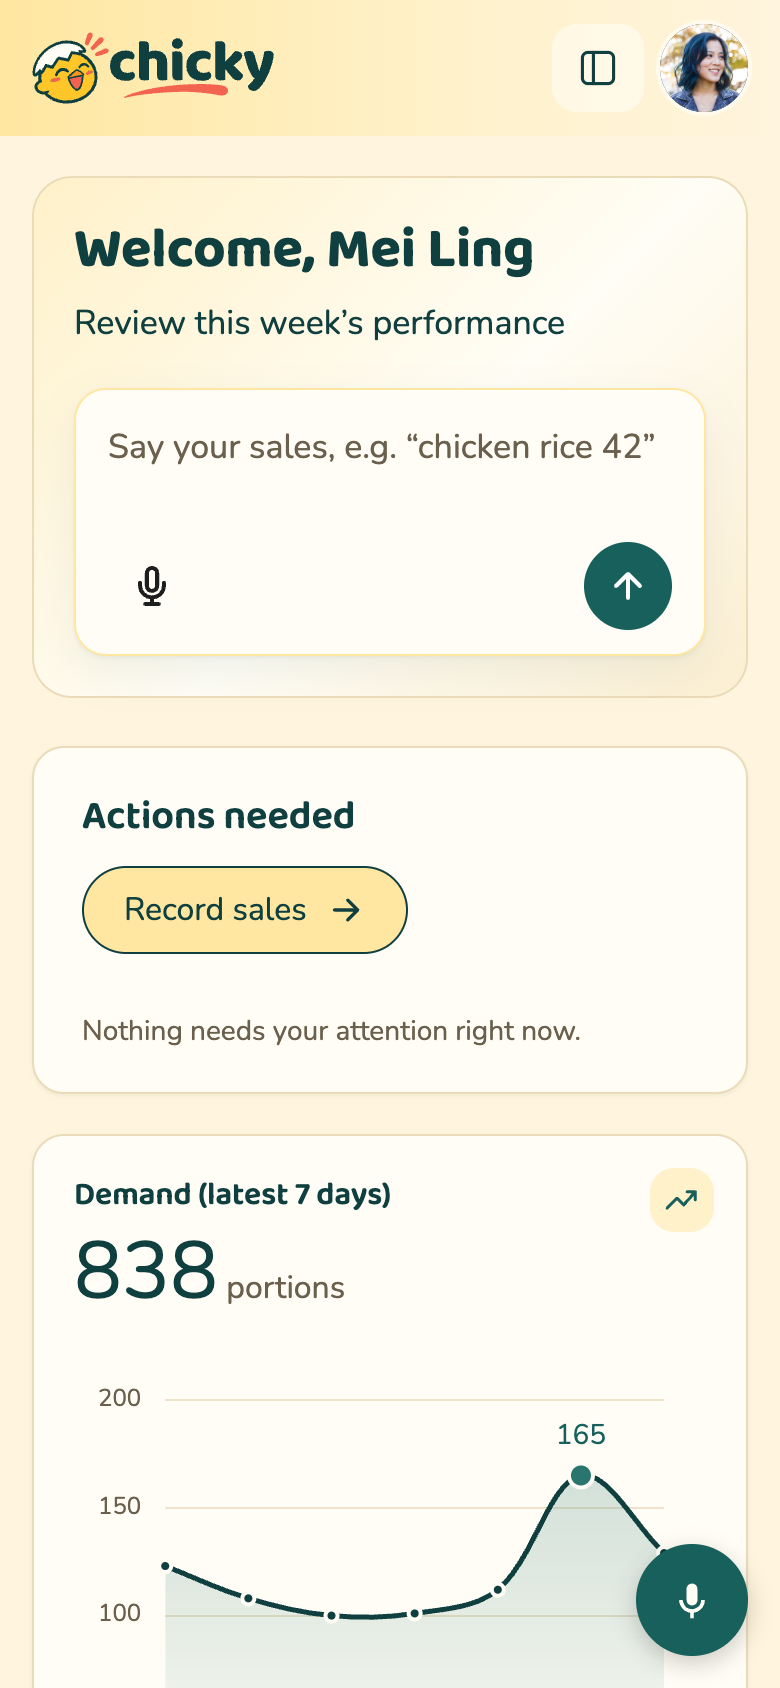 chicky
Welcome, Mei Ling
Review this week’s performance
Say your sales, e.g. “chicken rice 42”
Actions needed
Record sales
Nothing needs your attention right now.
Demand (latest 7 days)
838 portions
200
165
150
100